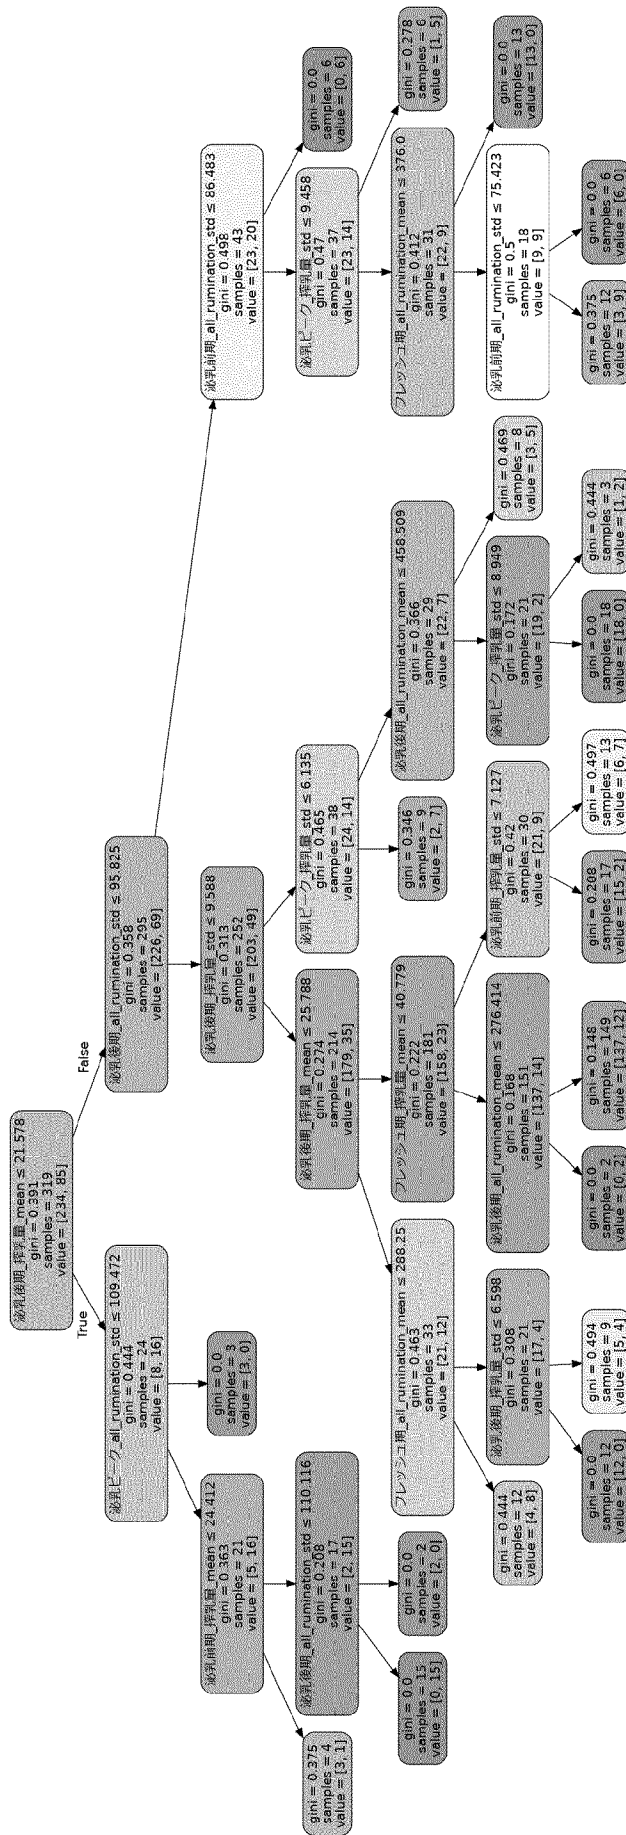 泌乳後期_搾乳量_mean ≤ 21.578
gini = 0.391
samples = 319
value = [234, 85]
True
False
泌乳ピーク_all_rumination_std ≤ 109.472
gini = 0.444
samples = 24
value = [8, 16]
泌乳後期_all_rumination_std ≤ 95.825
gini = 0.358
samples = 295
value = [226, 69]
泌乳前期_搾乳量_mean ≤ 24.412
gini = 0.363
samples = 21
value = [5, 16]
gini = 0.0
samples = 3
value = [3, 0]
泌乳後期_搾乳量_std ≤ 9.588
gini = 0.313
samples = 252
value = [203, 49]
泌乳前期_all_rumination_std ≤ 86.483
gini = 0.498
samples = 43
value = [23, 20]
gini = 0.375
samples = 4
value = [3, 1]
泌乳後期_all_rumination_std ≤ 110.116
gini = 0.208
samples = 17
value = [2, 15]
泌乳後期_搾乳量_mean ≤ 25.788
gini = 0.274
samples = 214
value = [179, 35]
泌乳ピーク_搾乳量_std ≤ 6.135
gini = 0.465
samples = 38
value = [24, 14]
泌乳ピーク_搾乳量_std ≤ 9.458
gini = 0.47
samples = 37
value = [23, 14]
gini = 0.0
samples = 6
value = [0, 6]
gini = 0.0
samples = 15
value = [0, 15]
gini = 0.0
samples = 2
value = [2, 0]
フレッシュ期_all_rumination_mean ≤ 288.25
gini = 0.463
samples = 33
value = [21, 12]
フレッシュ期_搾乳量_mean ≤ 40.779
gini = 0.222
samples = 181
value = [158, 23]
gini = 0.346
samples = 9
value = [2, 7]
泌乳後期_all_rumination_mean ≤ 458.509
gini = 0.366
samples = 29
value = [22, 7]
フレッシュ期_all_rumination_mean ≤ 376.0
gini = 0.412
samples = 31
value = [22, 9]
gini = 0.278
samples = 6
value = [1, 5]
gini = 0.444
samples = 12
value = [4, 8]
泌乳後期_搾乳量_std ≤ 6.598
gini = 0.308
samples = 21
value = [17, 4]
泌乳後期_all_rumination_mean ≤ 276.414
gini = 0.168
samples = 151
value = [137, 14]
泌乳前期_搾乳量_std ≤ 7.127
gini = 0.42
samples = 30
value = [21, 9]
泌乳ピーク_搾乳量_std ≤ 8.949
gini = 0.172
samples = 21
value = [19, 2]
gini = 0.469
samples = 8
value = [3, 5]
泌乳前期_all_rumination_std ≤ 75.423
gini = 0.5
samples = 18
value = [9, 9]
gini = 0.0
samples = 13
value = [13, 0]
gini = 0.0
samples = 12
value = [12, 0]
gini = 0.494
samples = 9
value = [5, 4]
gini = 0.0
samples = 2
value = [0, 2]
gini = 0.148
samples = 149
value = [137, 12]
gini = 0.208
samples = 17
value = [15, 2]
gini = 0.497
samples = 13
value = [6, 7]
gini = 0.0
samples = 18
value = [18, 0]
gini = 0.444
samples = 3
value = [1, 2]
gini = 0.375
samples = 12
value = [3, 9]
gini = 0.0
samples = 6
value = [6, 0]